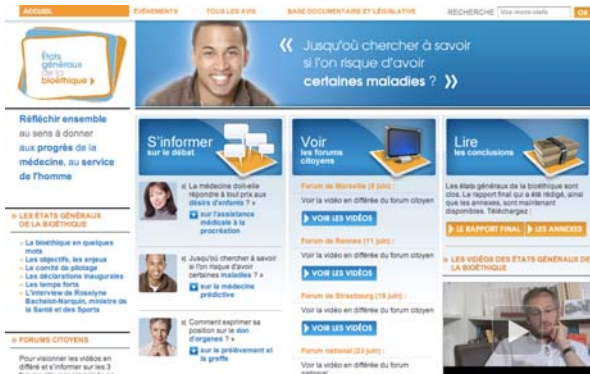 ACCUEIL
ÉVÉNEMENTS
TOUS LES AVIS
BASE DOCUMENTAIRE ET LÉGISLATIVE
RECHERCHE
Vos mots-clefs
OK
États
généraux
de la
bioéthique
« Jusqu'où chercher à savoir
si l'on risque d'avoir
certaines maladies ? »
Réfléchir ensemble
au sens à donner
aux progrès de la
médecine, au service
de l'homme
» LES ÉTATS GÉNÉRAUX
DE LA BIOÉTHIQUE
» La bioéthique en quelques
mots
» Les objectifs, les enjeux
» Le comité de pilotage
» Les déclarations inaugurales
» Les temps forts
» L'interview de Roselyne
Bachelot-Narquin, ministre de
la Santé et des Sports
» FORUMS CITOYENS
Pour visionner les vidéos en
différé et s'informer sur les 3
S'informer
sur le débat
« La médecine doit-elle
répondre à tout prix aux
désirs d'enfants ? »
sur l'assistance
médicale à la
procréation
« Jusqu'où chercher à savoir
si l'on risque d'avoir
certaines maladies ? »
sur la médecine
prédictive
« Comment exprimer sa
position sur le don
d'organes ? »
sur le prélèvement et
la greffe
Voir
les forums
citoyens
Forum de Marseille (9 juin) :
Voir la vidéo en différée du forum citoyen
VOIR LES VIDÉOS
Forum de Rennes (11 juin) :
Voir la vidéo en différée du forum citoyen
VOIR LES VIDÉOS
Forum de Strasbourg (16 juin) :
Voir la vidéo en différée du forum citoyen
VOIR LES VIDÉOS
Forum national (23 juin) :
Voir la vidéo en différée du forum
national
Lire
les conclusions
Les états généraux de la bioéthique sont
clos. Le rapport final qui a été rédigé, ainsi
que les annexes, sont maintenant
disponibles. Téléchargez :
LE RAPPORT FINAL
LES ANNEXES
» LES VIDÉOS DES ÉTATS GÉNÉRAUX DE
LA BIOÉTHIQUE